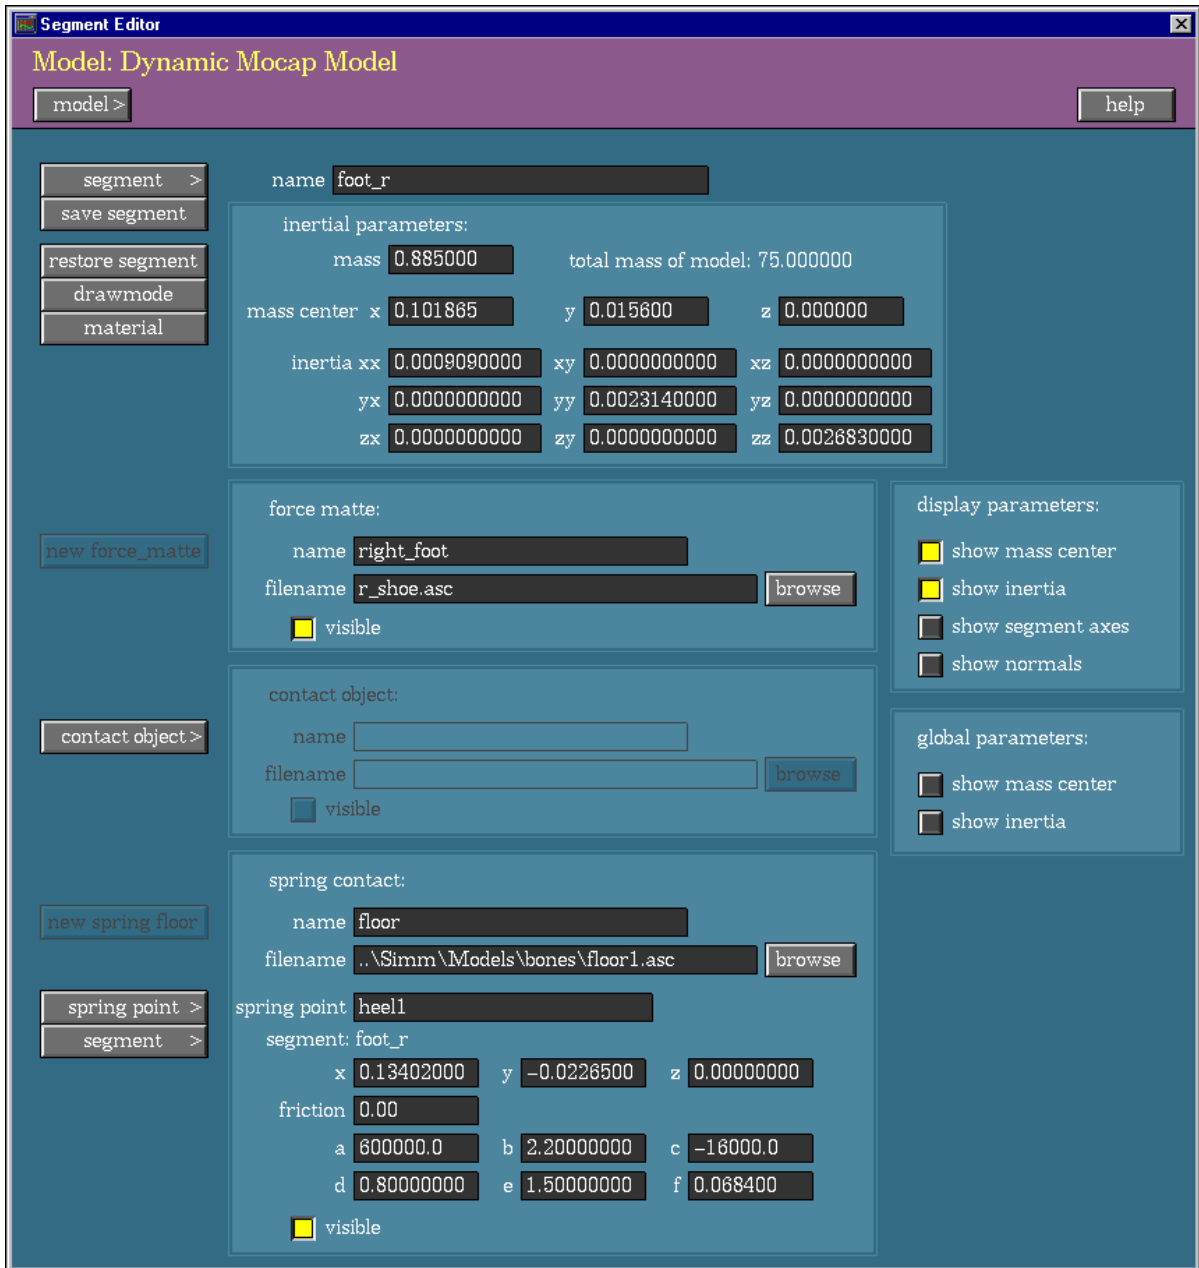 Segment Editor
Model: Dynamic Mocap Model
model >
help
segment >
name foot_r
save segment
inertial parameters:
restore segment
mass 0.885000 total mass of model: 75.000000
drawmode
mass center x 0.101865 y 0.015600 z 0.000000
material
inertia xx 0.0009090000 xy 0.0000000000 xz 0.0000000000
yx 0.0000000000 yy 0.0023140000 yz 0.0000000000
zx 0.0000000000 zy 0.0000000000 zz 0.0026830000
force matte:
new force_matte
name right_foot
filename r_shoe.asc browse
visible
display parameters:
show mass center
show inertia
show segment axes
show normals
contact object:
contact object >
name
filename browse
visible
global parameters:
show mass center
show inertia
spring contact:
new spring floor
name floor
filename ..\Simm\Models\bones\floor1.asc browse
spring point >
spring point heel1
segment >
segment: foot_r
x 0.13402000 y -0.0226500 z 0.00000000
friction 0.00
a 600000.0 b 2.20000000 c -16000.0
d 0.80000000 e 1.50000000 f 0.068400
visible